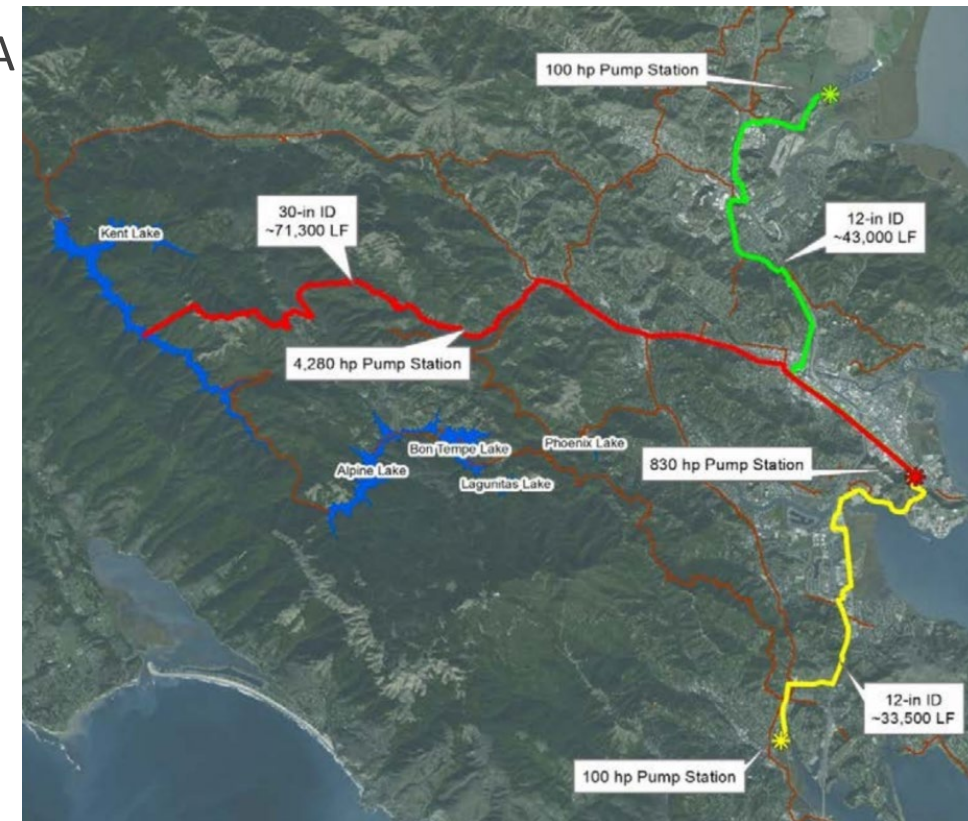 A
100 hp Pump Station
30-in ID
~71,300 LF
12-in ID
~43,000 LF
Kent Lake
4,280 hp Pump Station
Bon Tempe Lake
Phoenix Lake
Alpine Lake
Lagunitas Lake
830 hp Pump Station
12-in ID
~33,500 LF
100 hp Pump Station